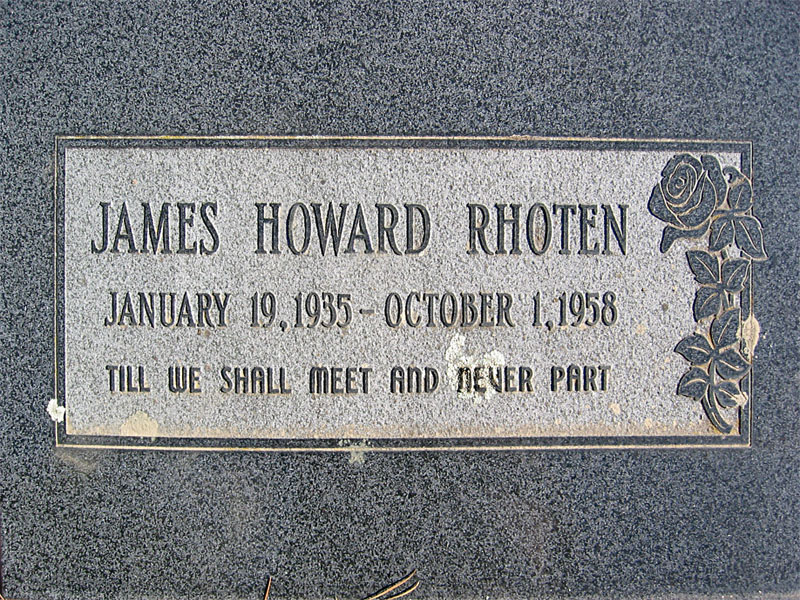 JAMES HOWARD RHOTEN
JANUARY 19, 1935 - OCTOBER 1, 1958
TILL WE SHALL MEET AND NEVER PART